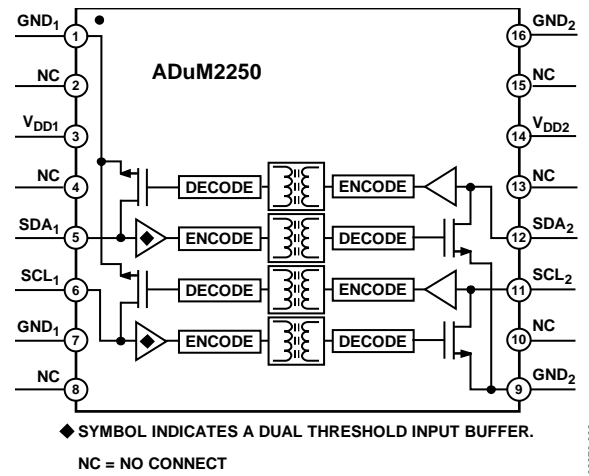 GND1 GND2
1 16
ADuM2250
NC NC
2 15
VDD1 VDD2
3 14
NC NC
4 13
DECODE ENCODE
SDA1 SDA2
5 12
ENCODE DECODE
SCL1 SCL2
6 11
DECODE ENCODE
GND1 NC
7 10
ENCODE DECODE
NC GND2
8 9
◆ SYMBOL INDICATES A DUAL THRESHOLD INPUT BUFFER.
NC = NO CONNECT